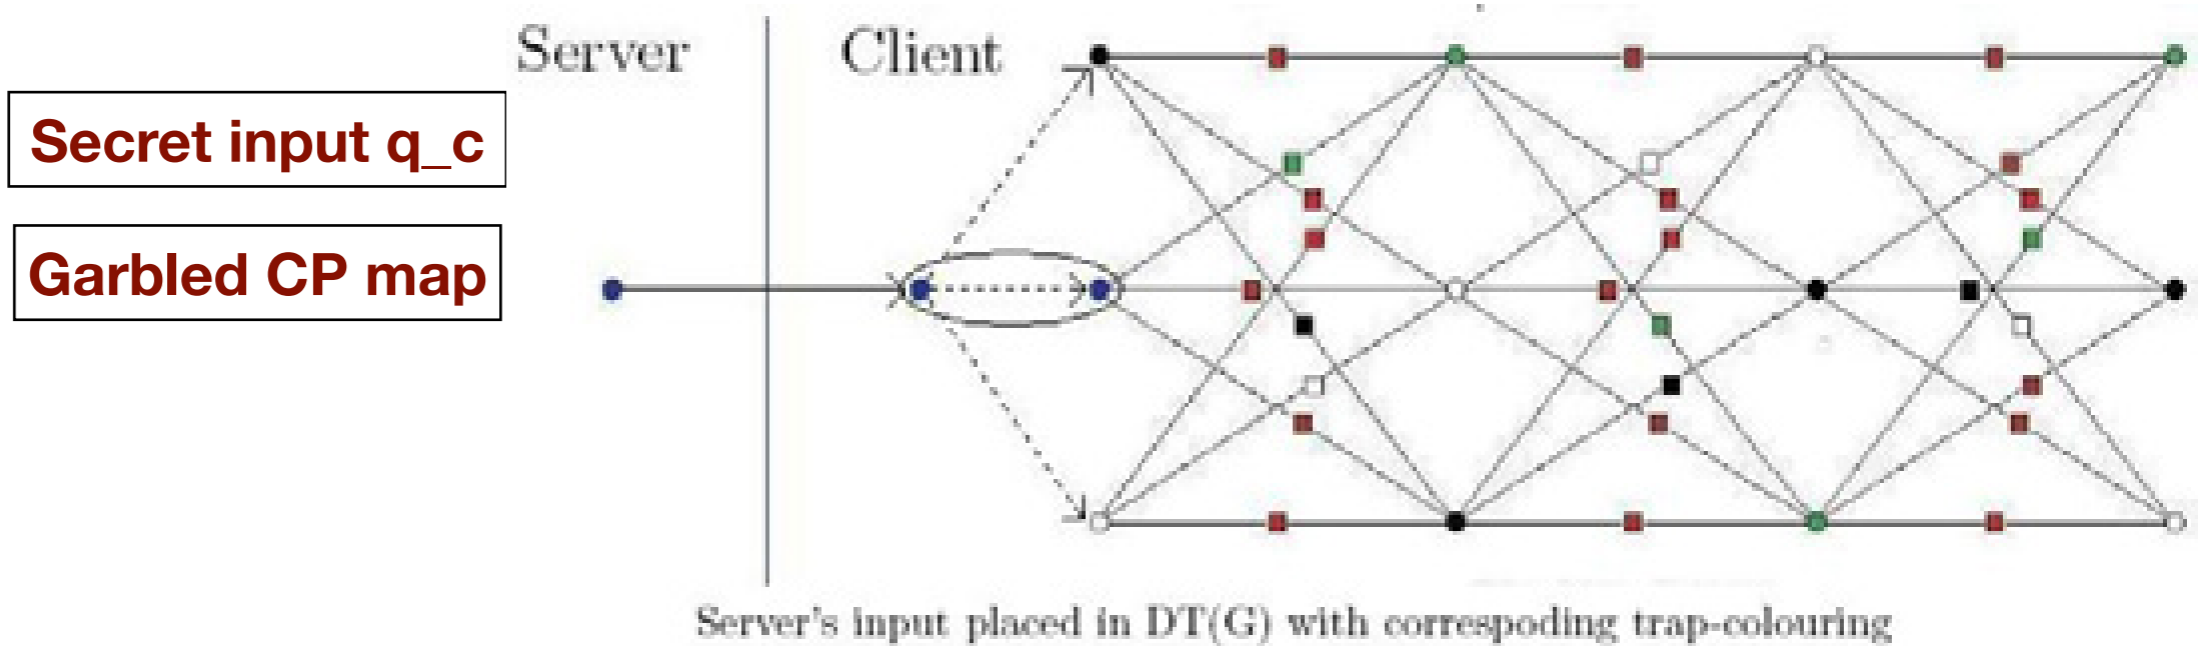 Server
Client
Secret input q_c
Garbled CP map
Server's input placed in DT(G) with correspoding trap-colouring